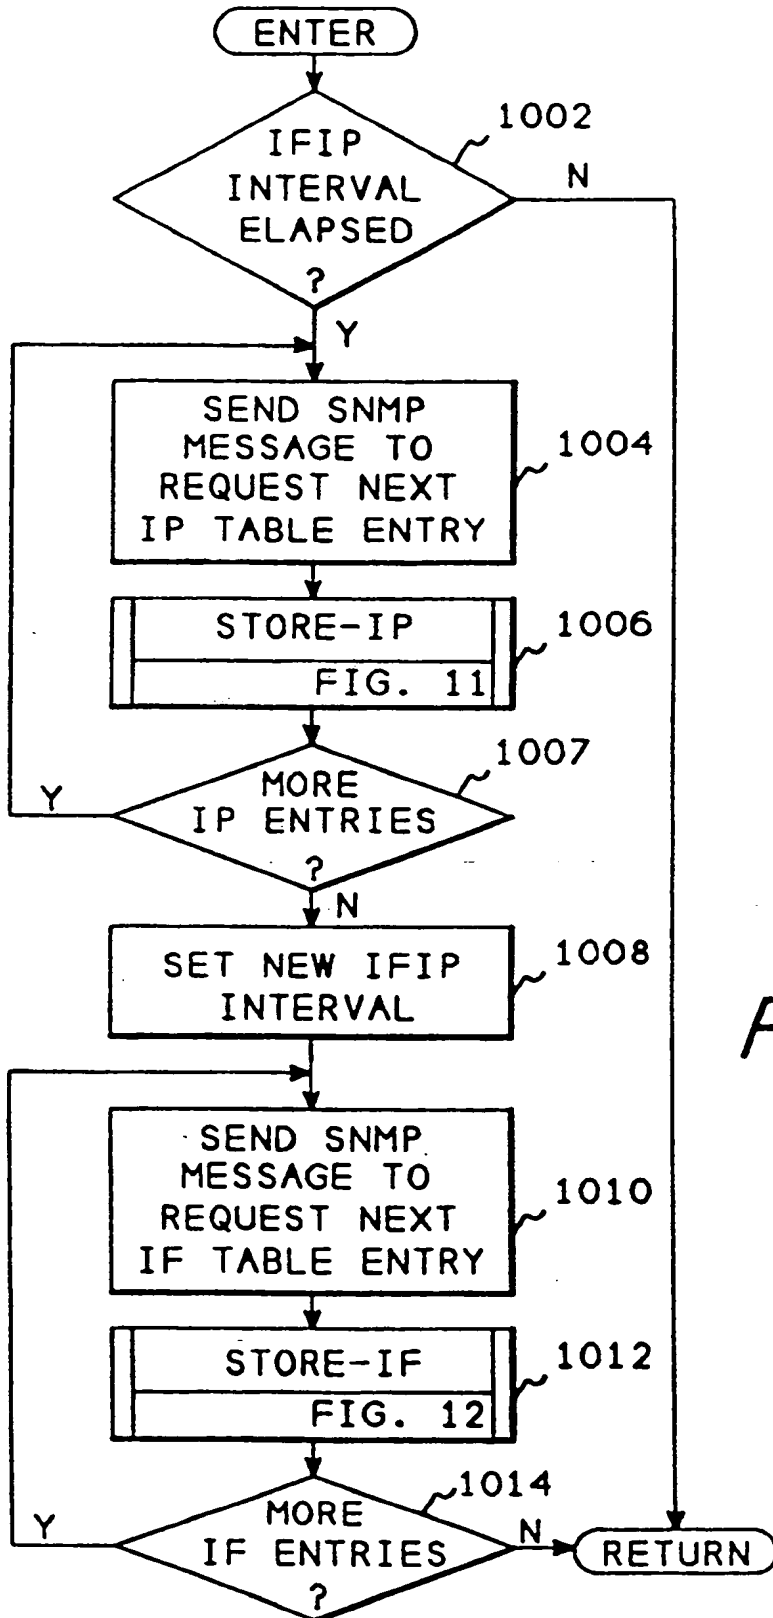 ENTER
1002
IFIP
INTERVAL
ELAPSED
?
N
Y
SEND SNMP
MESSAGE TO
REQUEST NEXT
IP TABLE ENTRY
1004
STORE-IP
FIG. 11
1006
1007
MORE
IP ENTRIES
?
Y
N
SET NEW IFIP
INTERVAL
1008
SEND SNMP
MESSAGE TO
REQUEST NEXT
IF TABLE ENTRY
1010
STORE-IF
FIG. 12
1012
1014
MORE
IF ENTRIES
?
Y
N
RETURN